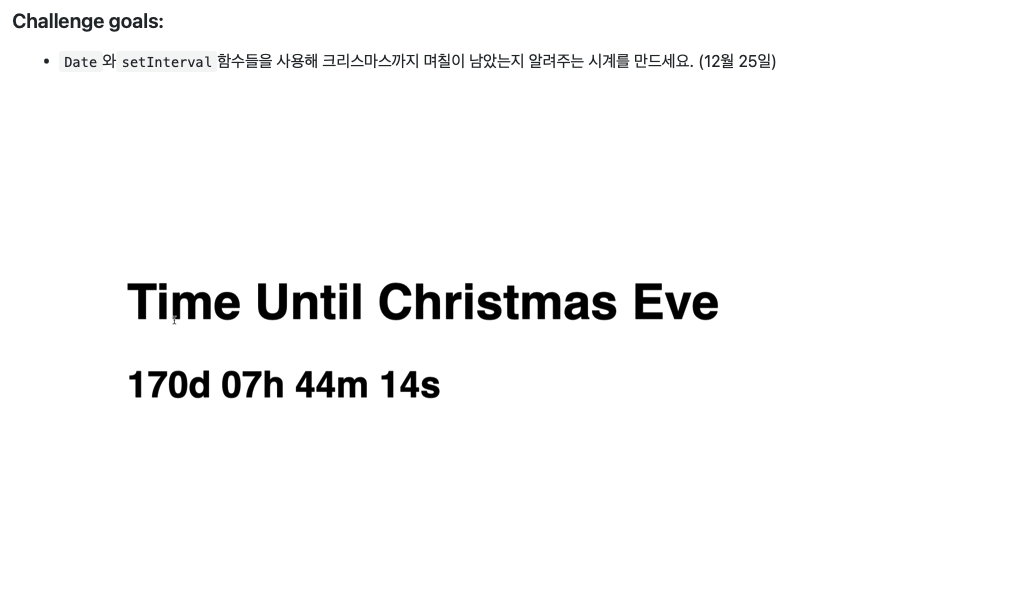 Challenge goals:
• Date 와 setInterval 함수들을 사용해 크리스마스까지 며칠이 남았는지 알려주는 시계를 만드세요. (12월 25일)
Time Until Christmas Eve
170d 07h 44m 14s